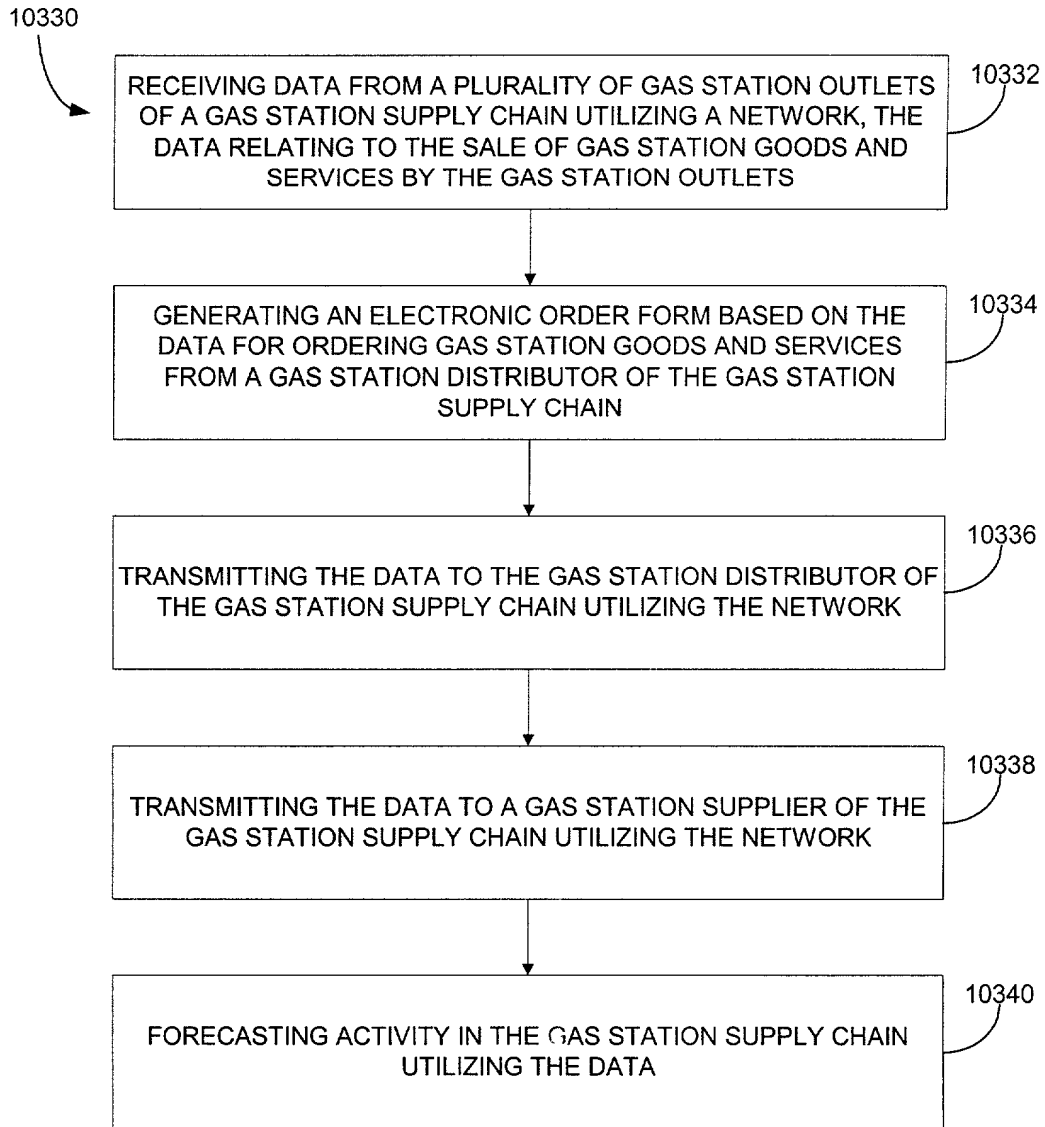 10330
RECEIVING DATA FROM A PLURALITY OF GAS STATION OUTLETS
OF A GAS STATION SUPPLY CHAIN UTILIZING A NETWORK, THE
DATA RELATING TO THE SALE OF GAS STATION GOODS AND
SERVICES BY THE GAS STATION OUTLETS
10332
GENERATING AN ELECTRONIC ORDER FORM BASED ON THE
DATA FOR ORDERING GAS STATION GOODS AND SERVICES
FROM A GAS STATION DISTRIBUTOR OF THE GAS STATION
SUPPLY CHAIN
10334
TRANSMITTING THE DATA TO THE GAS STATION DISTRIBUTOR OF
THE GAS STATION SUPPLY CHAIN UTILIZING THE NETWORK
10336
TRANSMITTING THE DATA TO A GAS STATION SUPPLIER OF THE
GAS STATION SUPPLY CHAIN UTILIZING THE NETWORK
10338
FORECASTING ACTIVITY IN THE GAS STATION SUPPLY CHAIN
UTILIZING THE DATA
10340